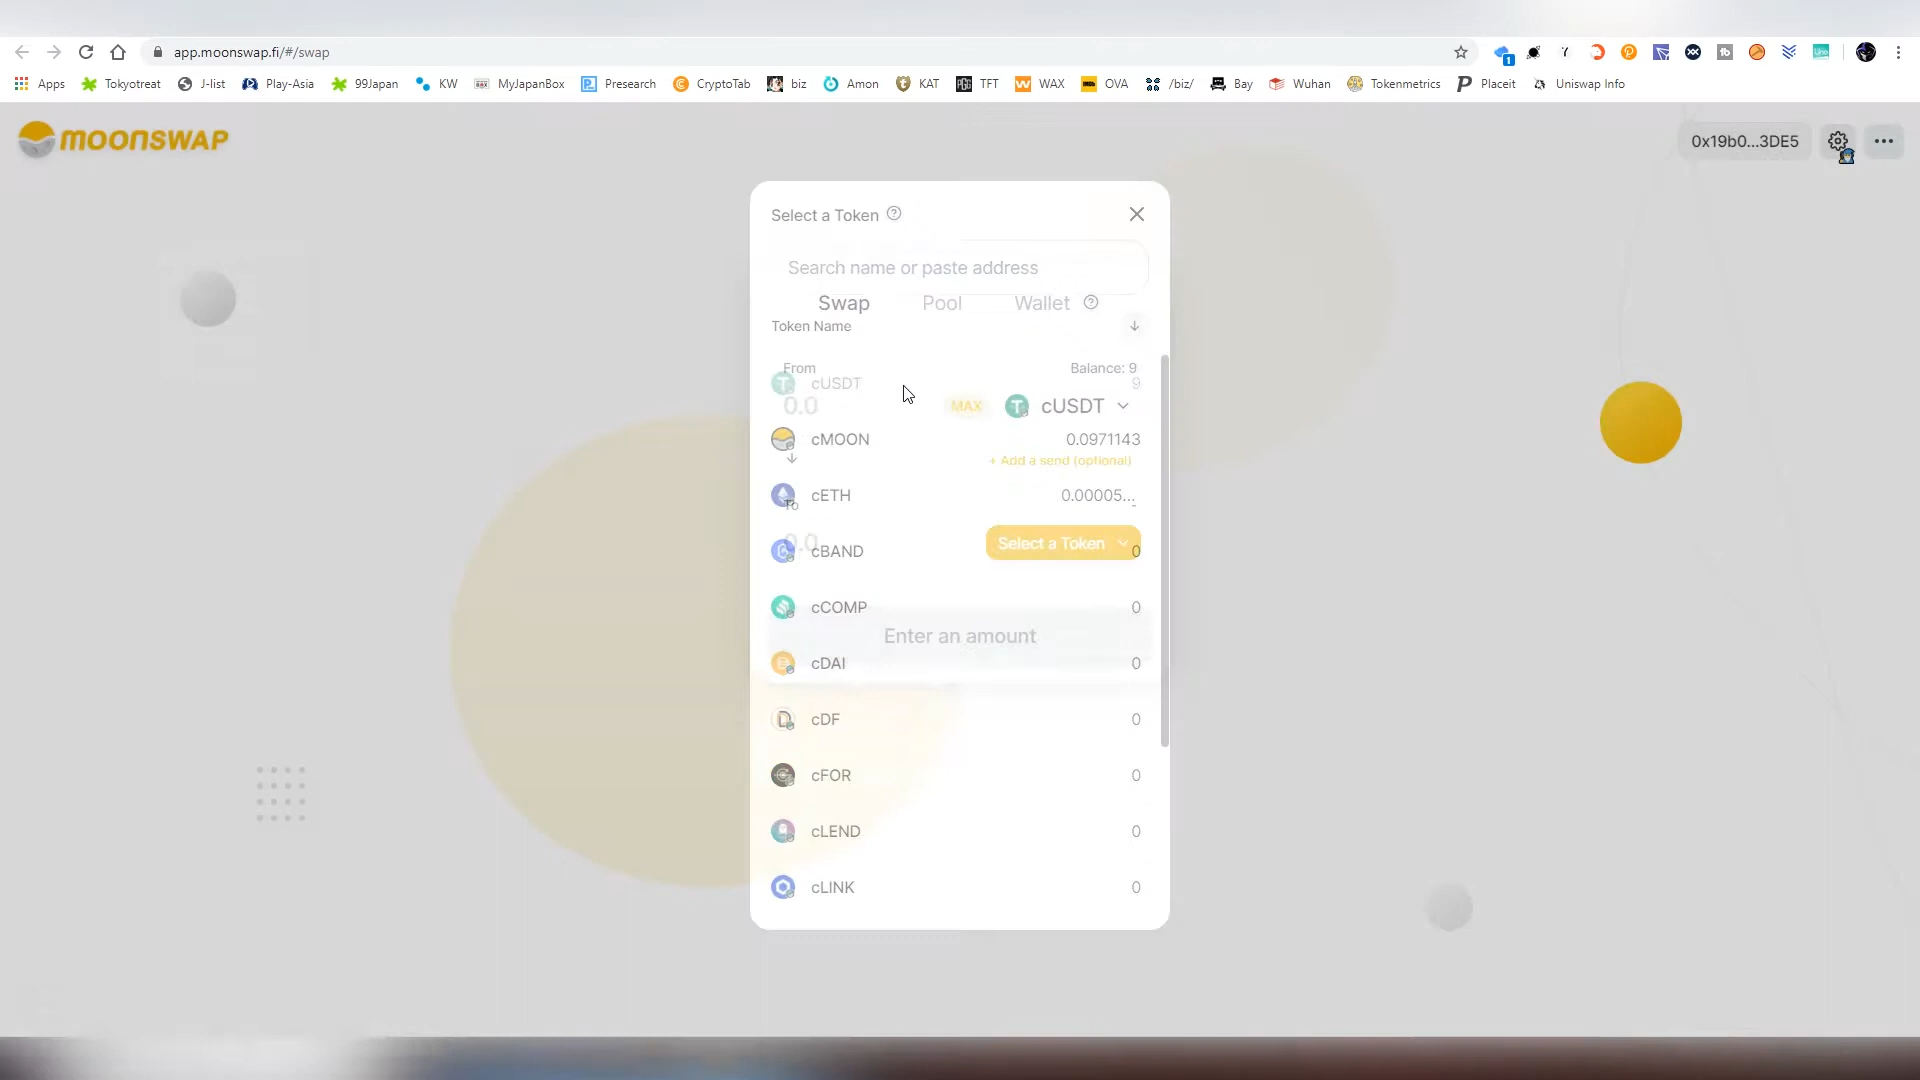 app.moonswap.fi/#/swap
1
Apps Tokyotreat J-list Play-Asia 99Japan KW MyJapanBox Presearch CryptoTab biz Amon KAT TFT WAX OVA /biz/ Bay Wuhan Tokenmetrics Placeit Uniswap Info
MOONSWAP
0x19b0...3DE5
Select a Token
Search name or paste address
Swap Pool Wallet
Token Name
From Balance: 9
cUSDT 9
0.0 MAX cUSDT
cMOON 0.0971143
+ Add a send (optional)
cETH 0.00005...
To -
0.0 Select a Token
cBAND 0
cCOMP 0
Enter an amount
cDAI 0
cDF 0
cFOR 0
cLEND 0
cLINK 0